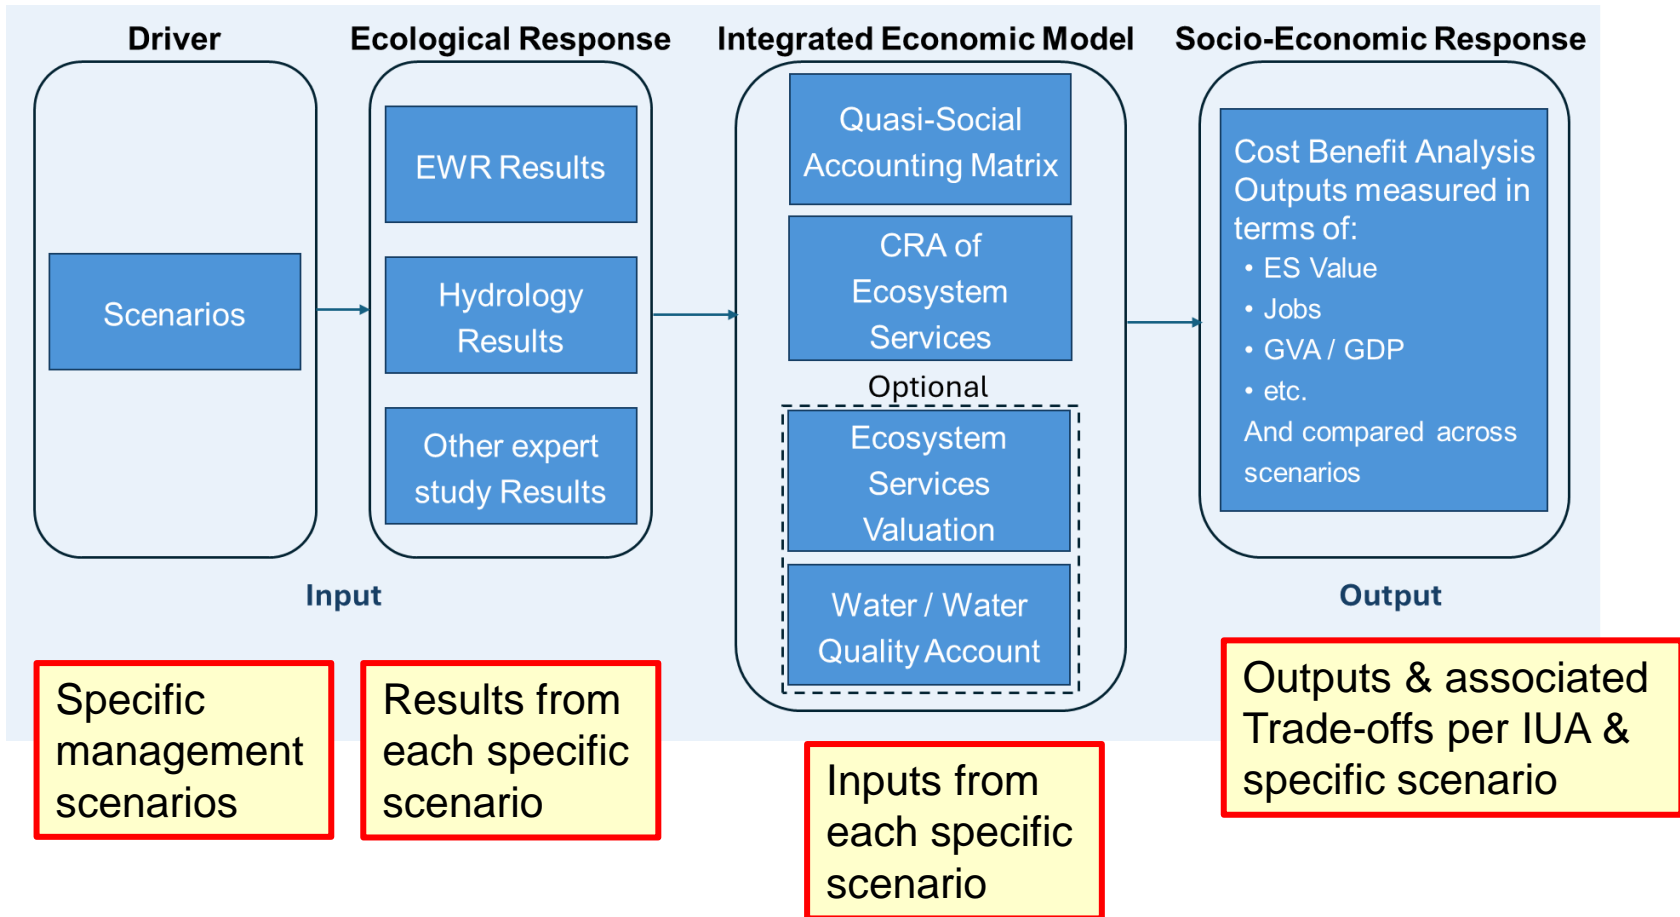 Driver
Ecological Response
Integrated Economic Model
Socio-Economic Response
Scenarios
EWR Results
Hydrology
Results
Other expert
study Results
Quasi-Social
Accounting Matrix
CRA of
Ecosystem
Services
Optional
Ecosystem
Services
Valuation
Water / Water
Quality Account
Cost Benefit Analysis
Outputs measured in
terms of:
• ES Value
• Jobs
• GVA / GDP
• etc.
And compared across
scenarios
Input
Output
Specific
management
scenarios
Results from
each specific
scenario
Inputs from
each specific
scenario
Outputs & associated
Trade-offs per IUA &
specific scenario